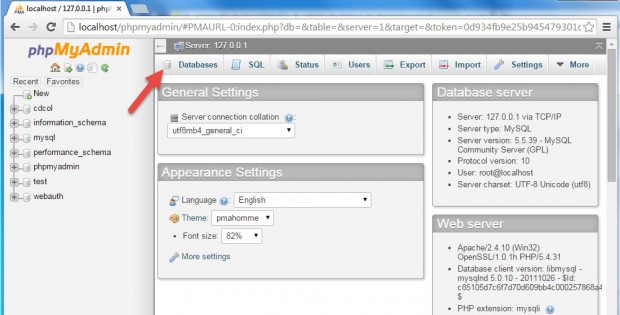 localhost / 127.0.0.1 | ph
localhost/phpmyadmin/#PMAURL-0:index.php?db=&table=&server=1&target=&token=0d934fb9e25b945479301c
phpMyAdmin
Recent Favorites
New
cdcol
information_schema
mysql
performance_schema
phpmyadmin
test
webauth
Server: 127.0.0.1
Databases SQL Status Users Export Import Settings More
General Settings
Server connection collation :
utf8mb4_general_ci
Appearance Settings
Language : English
Theme: pmahomme
Font size: 82%
More settings
Database server
Server: 127.0.0.1 via TCP/IP
Server type: MySQL
Server version: 5.5.39 - MySQL
Community Server (GPL)
Protocol version: 10
User: root@localhost
Server charset: UTF-8 Unicode (utf8)
Web server
Apache/2.4.10 (Win32)
OpenSSL/1.0.1h PHP/5.4.31
Database client version: libmysql -
mysqlnd 5.0.10 - 20111026 - $Id:
c85105d7c6f7d70d609bb4c000257868a4
$
PHP extension: mysqli